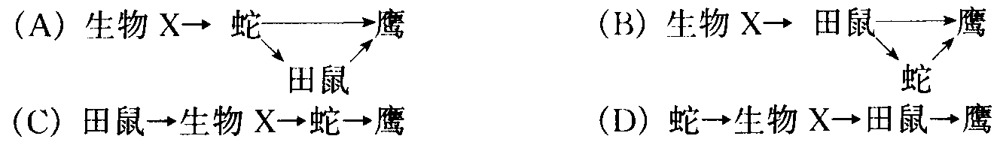 (A) 生物 X→ 蛇→鹰 (B) 生物 X→ 田鼠→鹰
田鼠 蛇
(C) 田鼠→生物 X→蛇→鹰 (D) 蛇→生物 X→田鼠→鹰